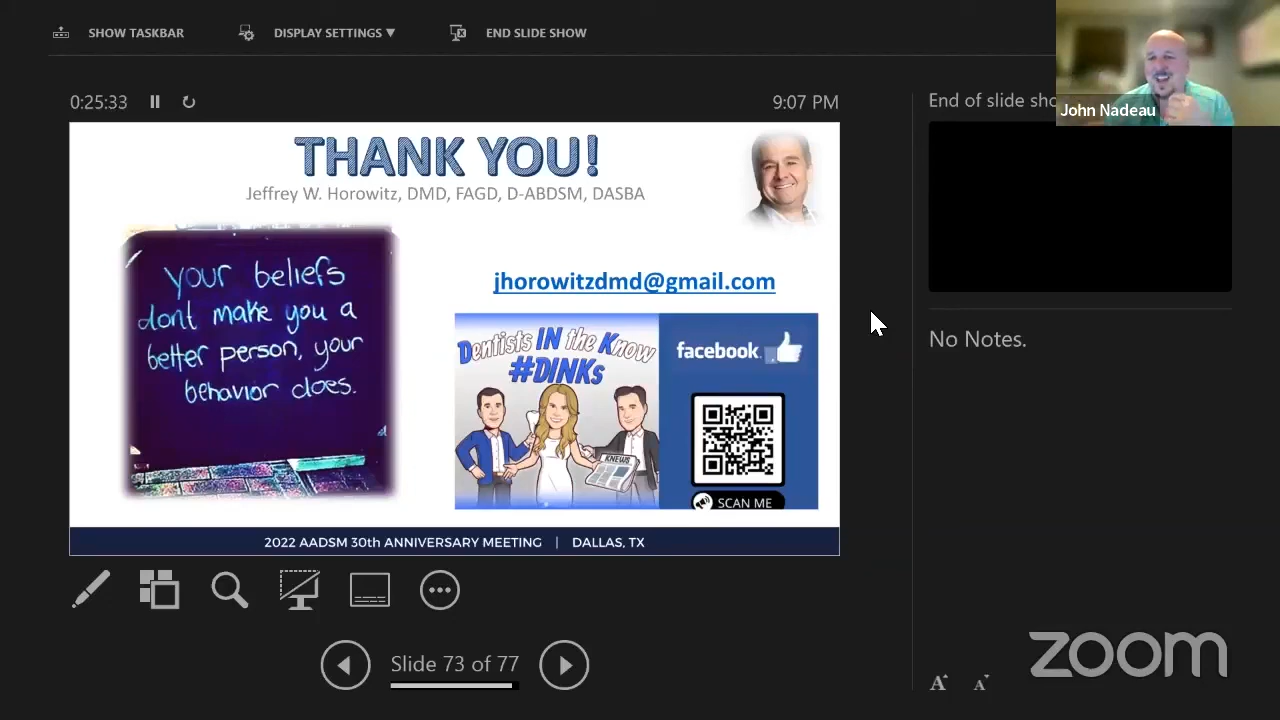 SHOW TASKBAR
DISPLAY SETTINGS ▼
END SLIDE SHOW
John Nadeau
0:25:33
9:07 PM
End of slide sho
THANK YOU!
Jeffrey W. Horowitz, DMD, FAGD, D-ABDSM, DASBA
your beliefs
dont make you a
better person, your
behavior does.
jhorowitzdmd@gmail.com
Dentists IN the Know
#DINKs
KNEWS
facebook
SCAN ME
2022 AADSM 30th ANNIVERSARY MEETING | DALLAS, TX
No Notes.
Slide 73 of 77
A A
zoom